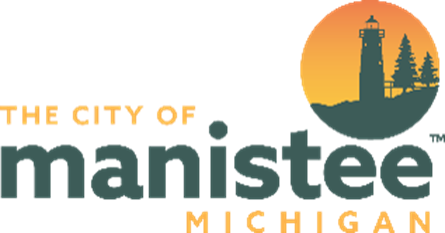 THE CITY OF
manistee™
MICHIGAN